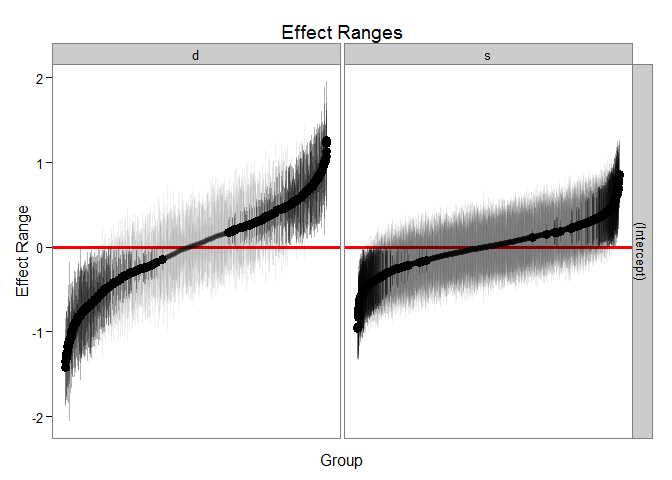 Effect Ranges
d
s
2
1
0
-1
-2
Effect Range
(Intercept)
Group